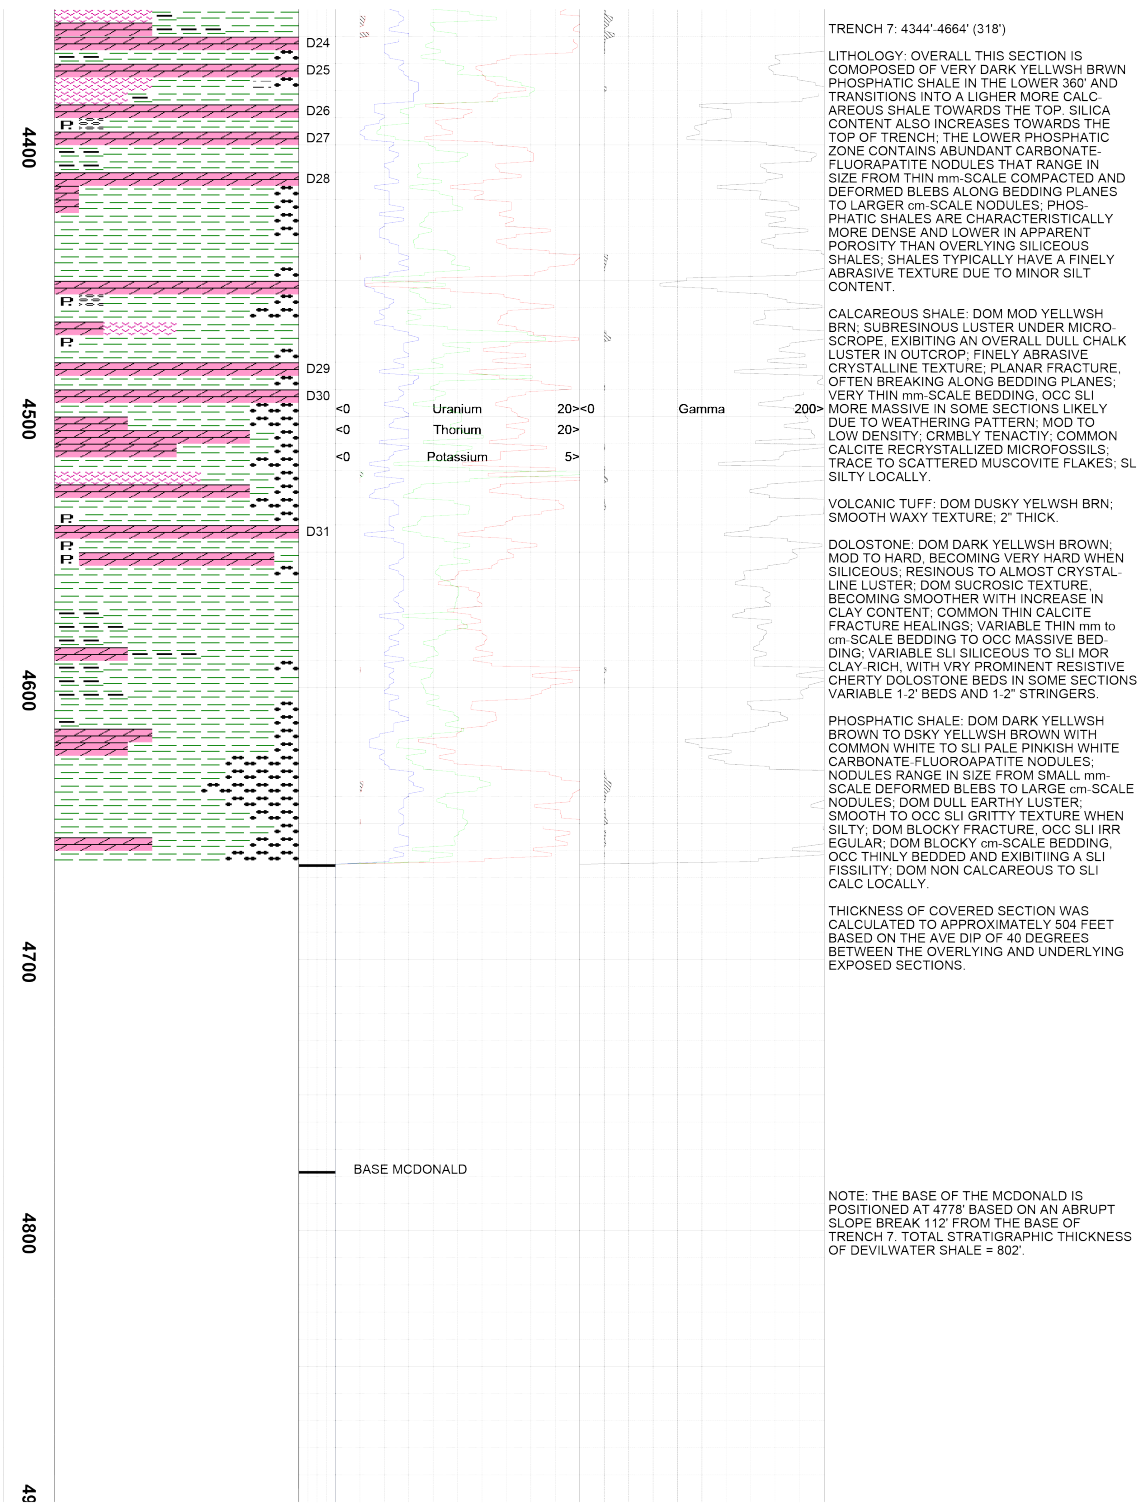 TRENCH 7: 4344'-4664' (318')
LITHOLOGY: OVERALL THIS SECTION IS
COMOPOSED OF VERY DARK YELLWSH BRWN
PHOSPHATIC SHALE IN THE LOWER 360' AND
TRANSITIONS INTO A LIGHER MORE CALC-
AREOUS SHALE TOWARDS THE TOP. SILICA
CONTENT ALSO INCREASES TOWARDS THE
TOP OF TRENCH; THE LOWER PHOSPHATIC
ZONE CONTAINS ABUNDANT CARBONATE-
FLUORAPATITE NODULES THAT RANGE IN
SIZE FROM THIN mm-SCALE COMPACTED AND
DEFORMED BLEBS ALONG BEDDING PLANES
TO LARGER cm-SCALE NODULES; PHOS-
PHATIC SHALES ARE CHARACTERISTICALLY
MORE DENSE AND LOWER IN APPARENT
POROSITY THAN OVERLYING SILICEOUS
SHALES; SHALES TYPICALLY HAVE A FINELY
ABRASIVE TEXTURE DUE TO MINOR SILT
CONTENT.
CALCAREOUS SHALE: DOM MOD YELLWSH
BRN; SUBRESINOUS LUSTER UNDER MICRO-
SCROPE, EXIBITING AN OVERALL DULL CHALK
LUSTER IN OUTCROP; FINELY ABRASIVE
CRYSTALLINE TEXTURE; PLANAR FRACTURE,
OFTEN BREAKING ALONG BEDDING PLANES;
VERY THIN mm-SCALE BEDDING, OCC SLI
MORE MASSIVE IN SOME SECTIONS LIKELY
DUE TO WEATHERING PATTERN; MOD TO
LOW DENSITY; CRMBLY TENACTIY; COMMON
CALCITE RECRYSTALLIZED MICROFOSSILS;
TRACE TO SCATTERED MUSCOVITE FLAKES; SL
SILTY LOCALLY.
VOLCANIC TUFF: DOM DUSKY YELWSH BRN;
SMOOTH WAXY TEXTURE; 2" THICK.
DOLOSTONE: DOM DARK YELLWSH BROWN;
MOD TO HARD, BECOMING VERY HARD WHEN
SILICEOUS; RESINOUS TO ALMOST CRYSTAL-
LINE LUSTER; DOM SUCROSIC TEXTURE,
BECOMING SMOOTHER WITH INCREASE IN
CLAY CONTENT; COMMON THIN CALCITE
FRACTURE HEALINGS; VARIABLE THIN mm to
cm-SCALE BEDDING TO OCC MASSIVE BED-
DING; VARIABLE SLI SILICEOUS TO SLI MOR
CLAY-RICH, WITH VRY PROMINENT RESISTIVE
CHERTY DOLOSTONE BEDS IN SOME SECTIONS
VARIABLE 1-2' BEDS AND 1-2" STRINGERS.
PHOSPHATIC SHALE: DOM DARK YELLWSH
BROWN TO DSKY YELLWSH BROWN WITH
COMMON WHITE TO SLI PALE PINKISH WHITE
CARBONATE-FLUOROAPATITE NODULES;
NODULES RANGE IN SIZE FROM SMALL mm-
SCALE DEFORMED BLEBS TO LARGE cm-SCALE
NODULES; DOM DULL EARTHY LUSTER;
SMOOTH TO OCC SLI GRITTY TEXTURE WHEN
SILTY; DOM BLOCKY FRACTURE, OCC SLI IRR
EGULAR; DOM BLOCKY cm-SCALE BEDDING,
OCC THINLY BEDDED AND EXIBITIING A SLI
FISSILITY; DOM NON CALCAREOUS TO SLI
CALC LOCALLY.
THICKNESS OF COVERED SECTION WAS
CALCULATED TO APPROXIMATELY 504 FEET
BASED ON THE AVE DIP OF 40 DEGREES
BETWEEN THE OVERLYING AND UNDERLYING
EXPOSED SECTIONS.
NOTE: THE BASE OF THE MCDONALD IS
POSITIONED AT 4778' BASED ON AN ABRUPT
SLOPE BREAK 112' FROM THE BASE OF
TRENCH 7. TOTAL STRATIGRAPHIC THICKNESS
OF DEVILWATER SHALE = 802'.
D24
D25
D26
P.
D27
D28
P.
P.
D29
D30
<0 Uranium 20><0 Gamma 200>
<0 Thorium 20>
<0 Potassium 5>
P.
D31
P.
P.
BASE MCDONALD
4400
4500
4600
4700
4800
49